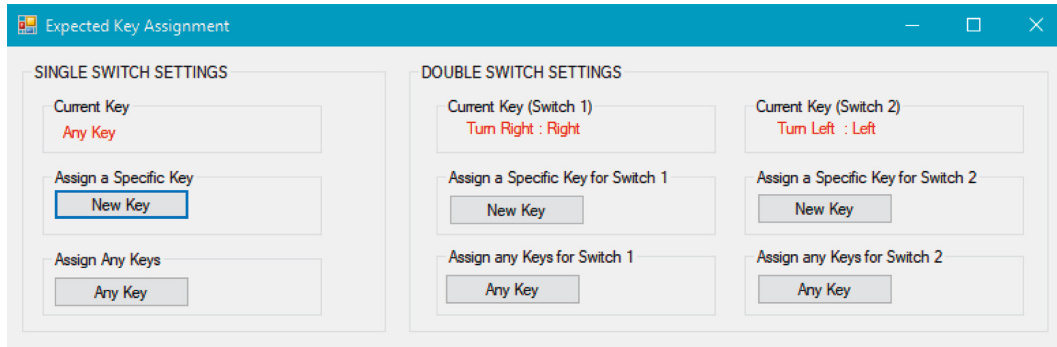 Expected Key Assignment
SINGLE SWITCH SETTINGS
Current Key
Any Key
Assign a Specific Key
New Key
Assign Any Keys
Any Key
DOUBLE SWITCH SETTINGS
Current Key (Switch 1)
Turn Right : Right
Assign a Specific Key for Switch 1
New Key
Assign any Keys for Switch 1
Any Key
Current Key (Switch 2)
Turn Left : Left
Assign a Specific Key for Switch 2
New Key
Assign any Keys for Switch 2
Any Key